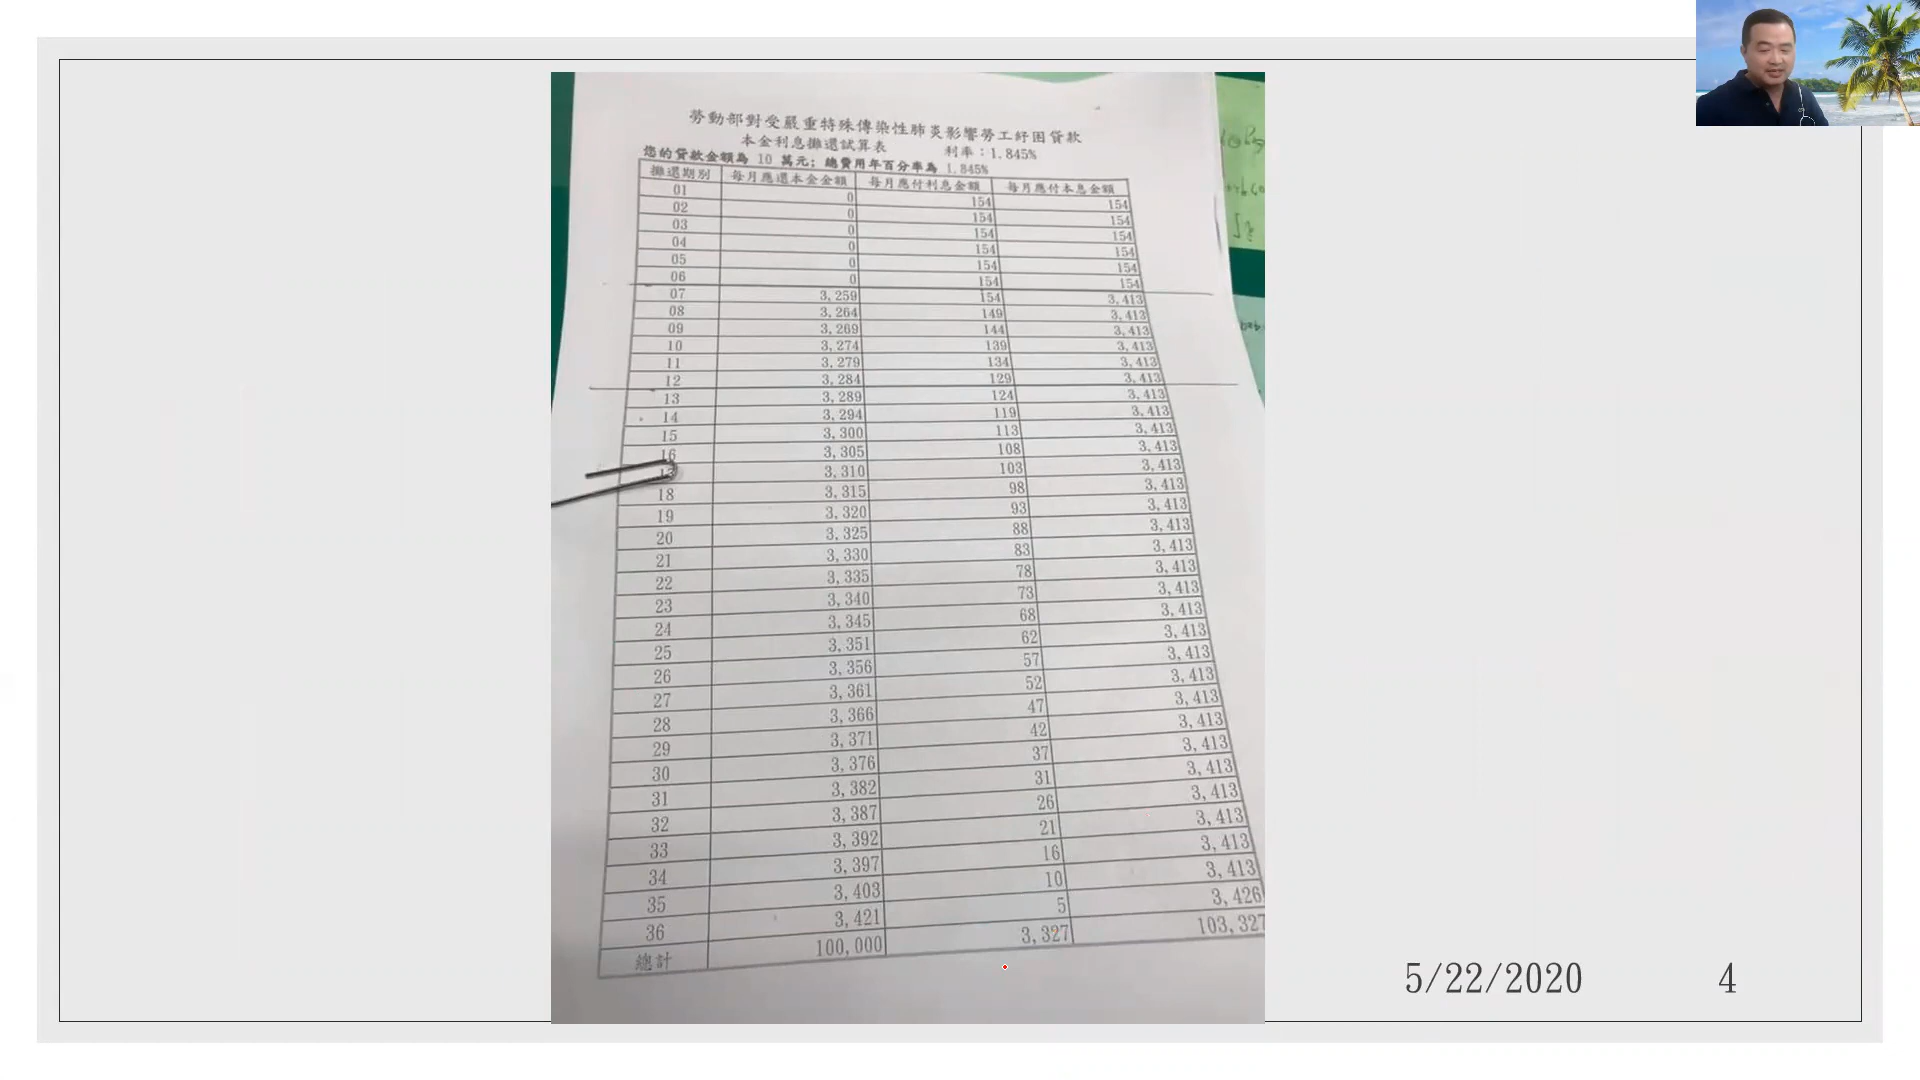 勞動部對受嚴重特殊傳染性肺炎影響勞工紓困貸款
本金利息攤還試算表 利率：1.845%
您的貸款金額為 10 萬元；總費用年百分率為 1.845%
攤還期別 每月應還本金金額 每月應付利息金額 每月應付本息金額
01 0 154 154
02 0 154 154
03 0 154 154
04 0 154 154
05 0 154 154
06 0 154 154
07 3,259 154 3,413
08 3,264 149 3,413
09 3,269 144 3,413
10 3,274 139 3,413
11 3,279 134 3,413
12 3,284 129 3,413
13 3,289 124 3,413
14 3,294 119 3,413
15 3,300 113 3,413
16 3,305 108 3,413
3,310 103 3,413
18 3,315 98 3,413
19 3,320 93 3,413
20 3,325 88 3,413
21 3,330 83 3,413
22 3,335 78 3,413
23 3,340 73 3,413
24 3,345 68 3,413
25 3,351 62 3,413
26 3,356 57 3,413
27 3,361 52 3,413
28 3,366 47 3,413
29 3,371 42 3,413
30 3,376 37 3,413
31 3,382 31 3,413
32 3,387 26 3,413
33 3,392 21 3,413
34 3,397 16 3,413
35 3,403 10 3,413
36 3,421 5 3,426
總計 100,000 3,327 103,327
5/22/2020 4